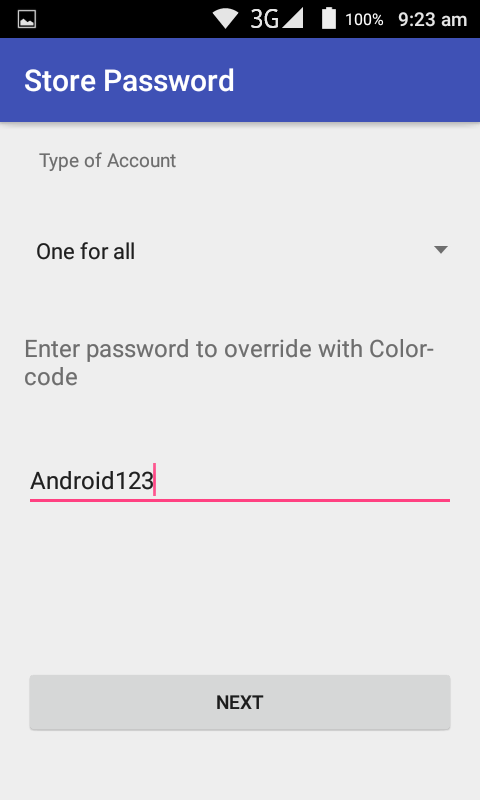 3G 100% 9:23 am
Store Password
Type of Account
One for all
Enter password to override with Color-
code
Android123
NEXT